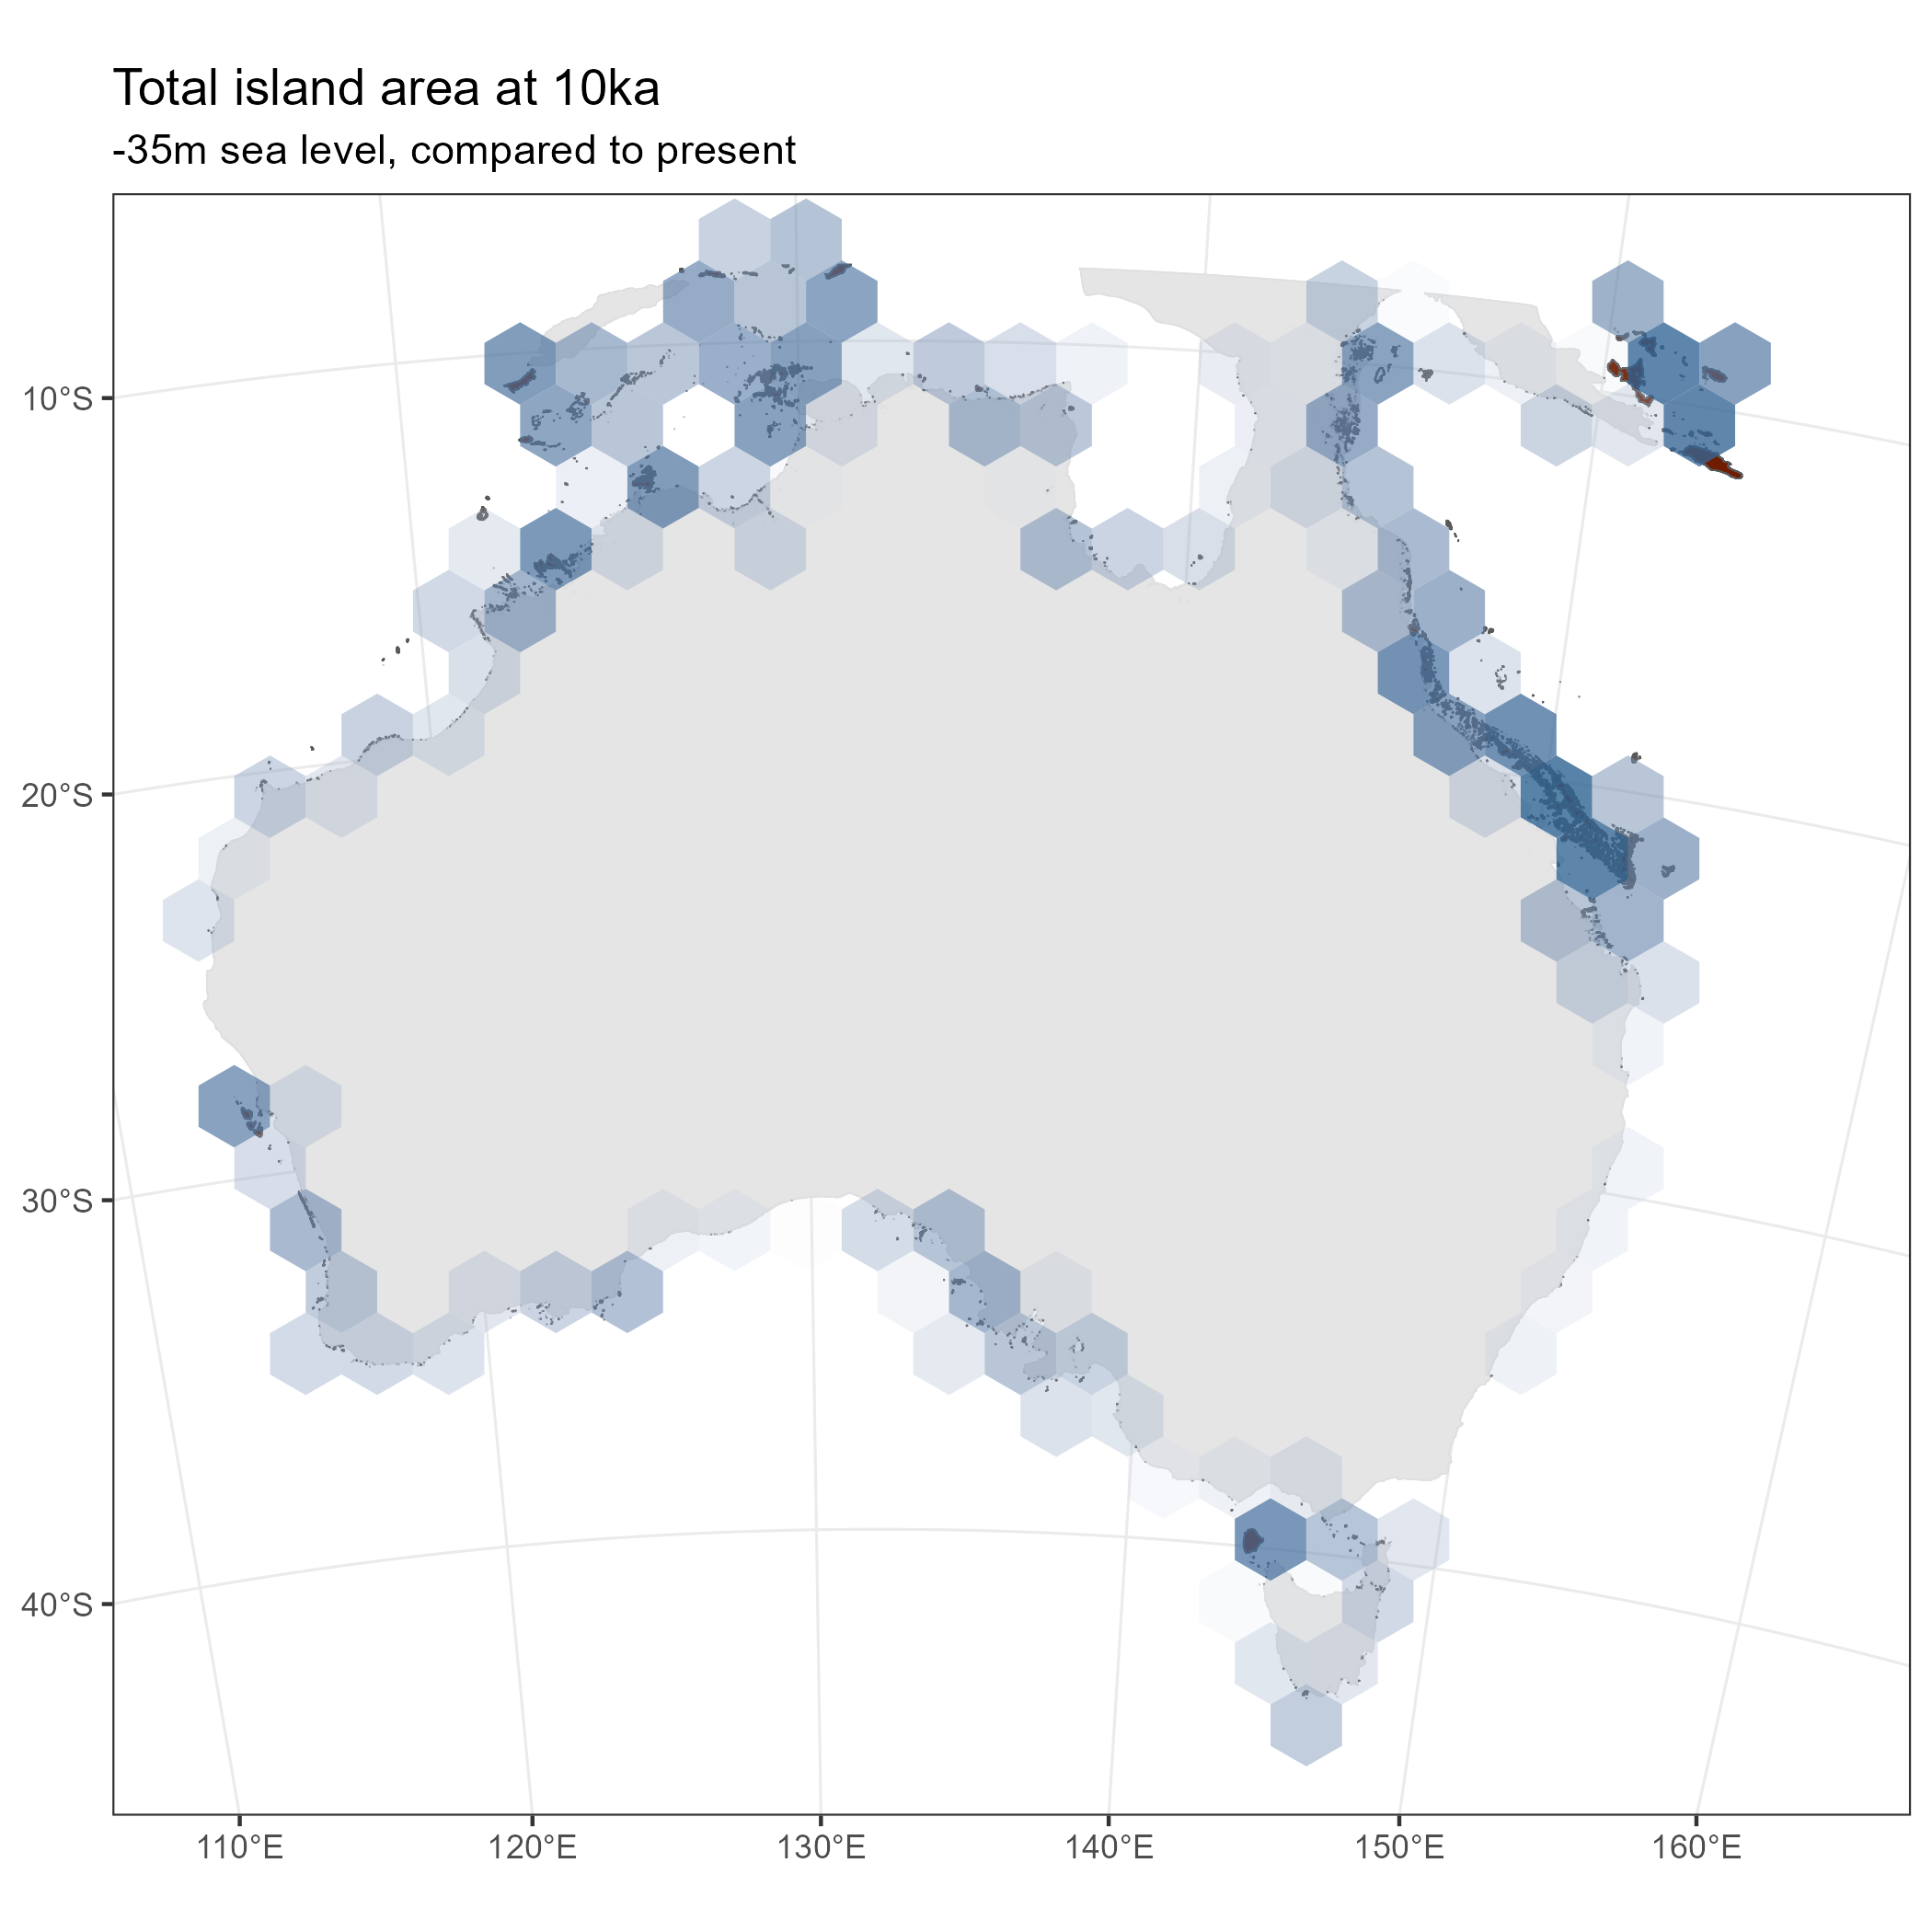 Total island area at 10ka
-35m sea level, compared to present
10°S
20°S
30°S
40°S
110°E 120°E 130°E 140°E 150°E 160°E